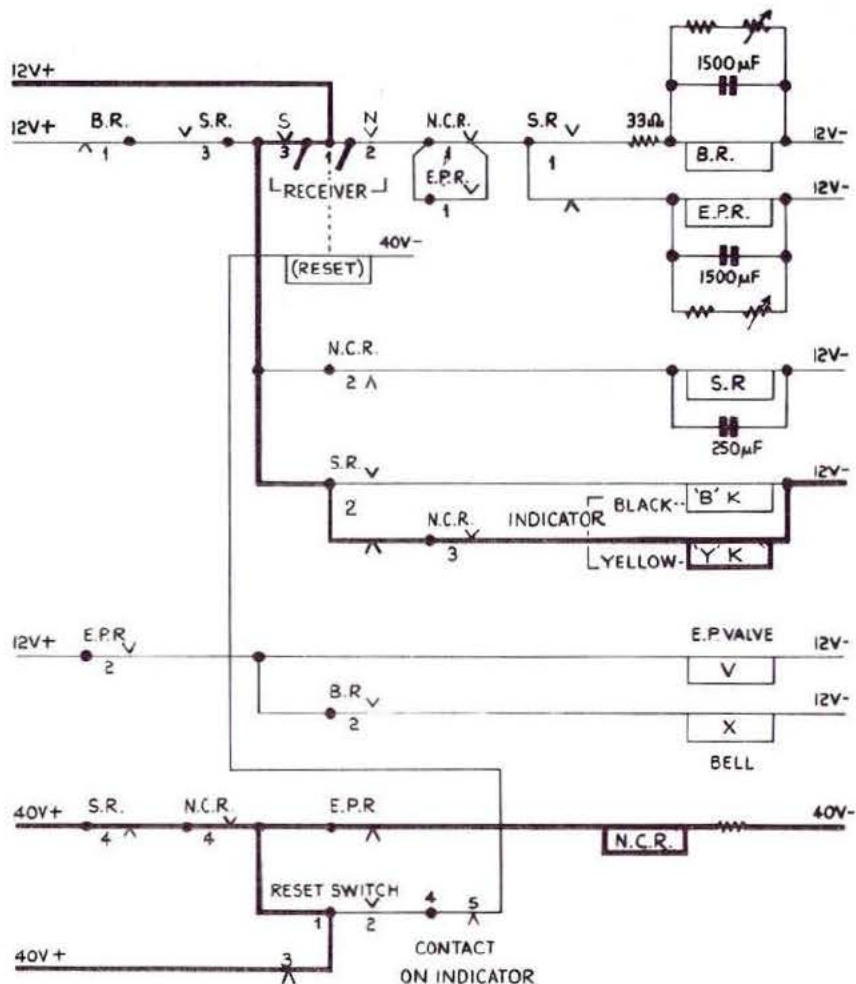 1500μF
12V+
12V+ B.R. S.R. S N N.C.R. S.R 33Ω 12V-
1 3 3 1 2 4 1 B.R.
RECEIVER E.P.R. 12V-
1 E.P.R.
40V-
(RESET) 1500μF
N.C.R. 12V-
2 S.R
250μF
S.R. 12V-
2 BLACK 'B' K
N.C.R. INDICATOR
3 YELLOW 'Y' K
12V+ E.P.R. E.P. VALVE 12V-
2 V
B.R 12V-
2 X
BELL
40V+ S.R. N.C.R. E.P.R 40V-
4 4 N.C.R.
RESET SWITCH 4 5
1 2
40V+ 3 CONTACT
ON INDICATOR